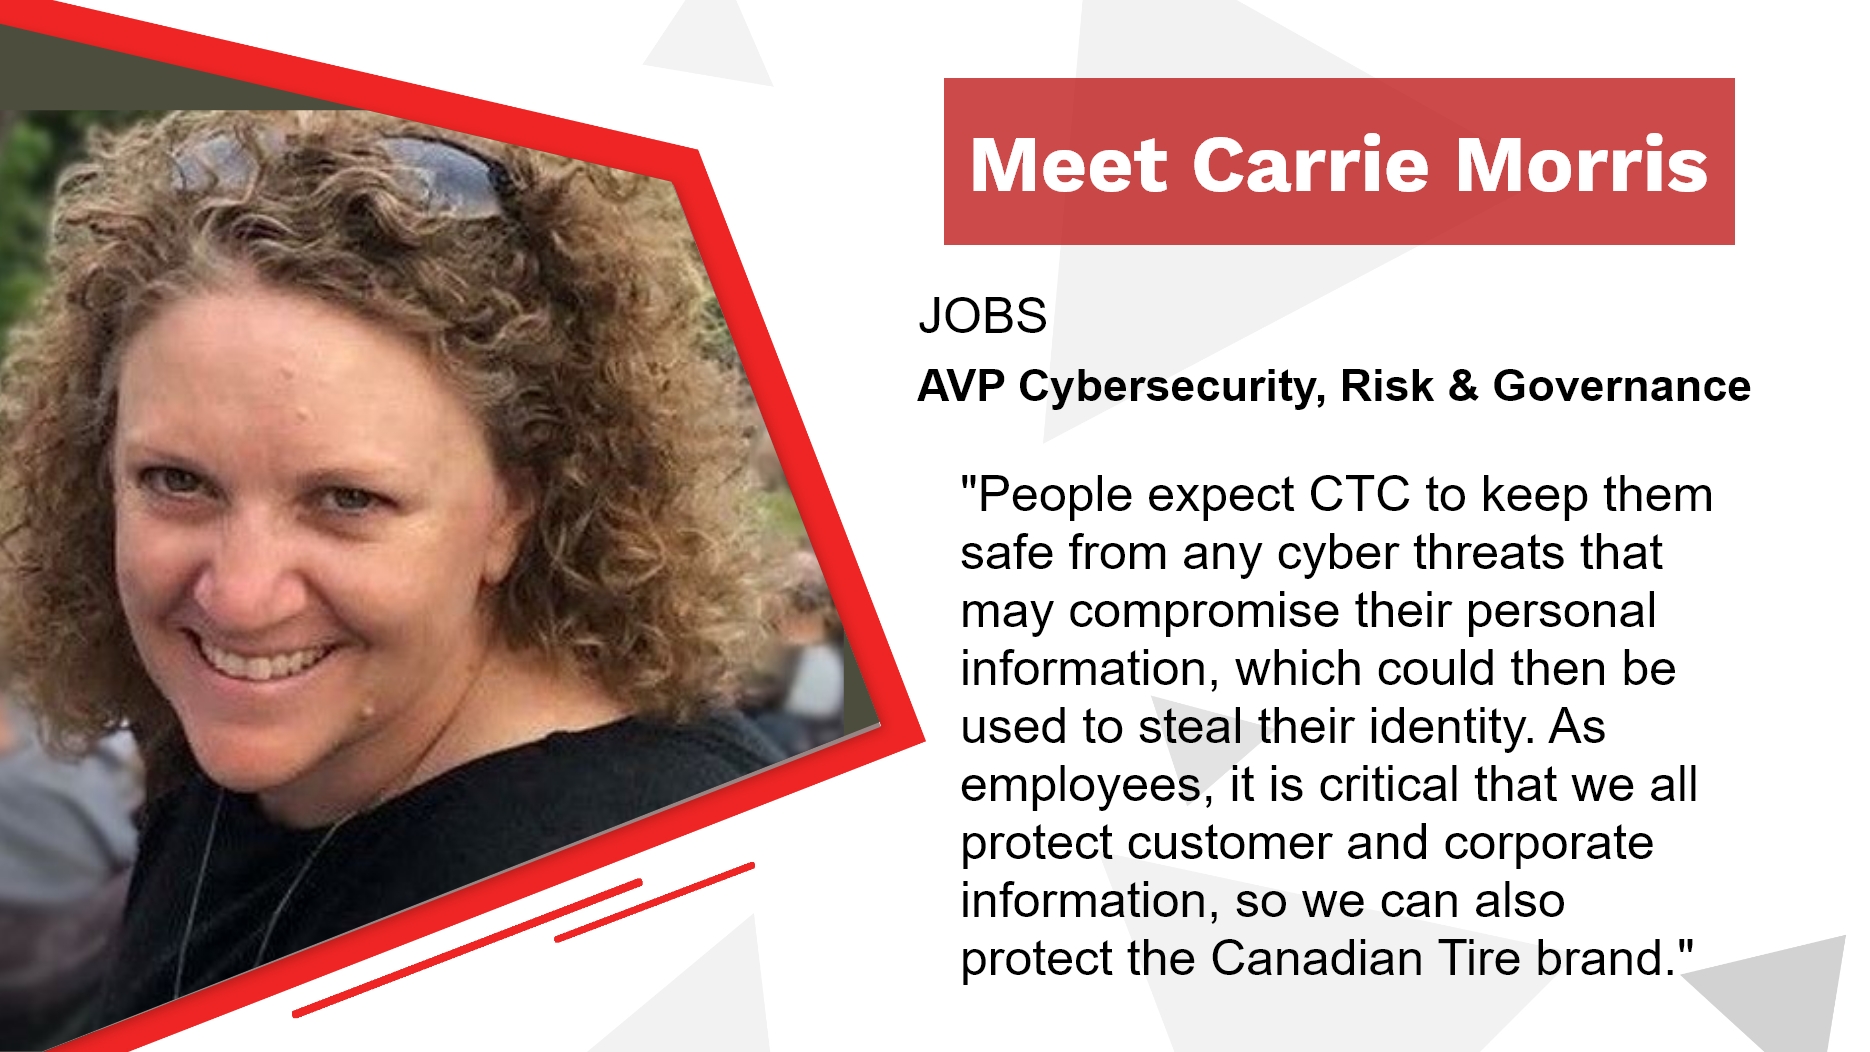 Meet Carrie Morris
JOBS
AVP Cybersecurity, Risk & Governance
"People expect CTC to keep them
safe from any cyber threats that
may compromise their personal
information, which could then be
used to steal their identity. As
employees, it is critical that we all
protect customer and corporate
information, so we can also
protect the Canadian Tire brand."